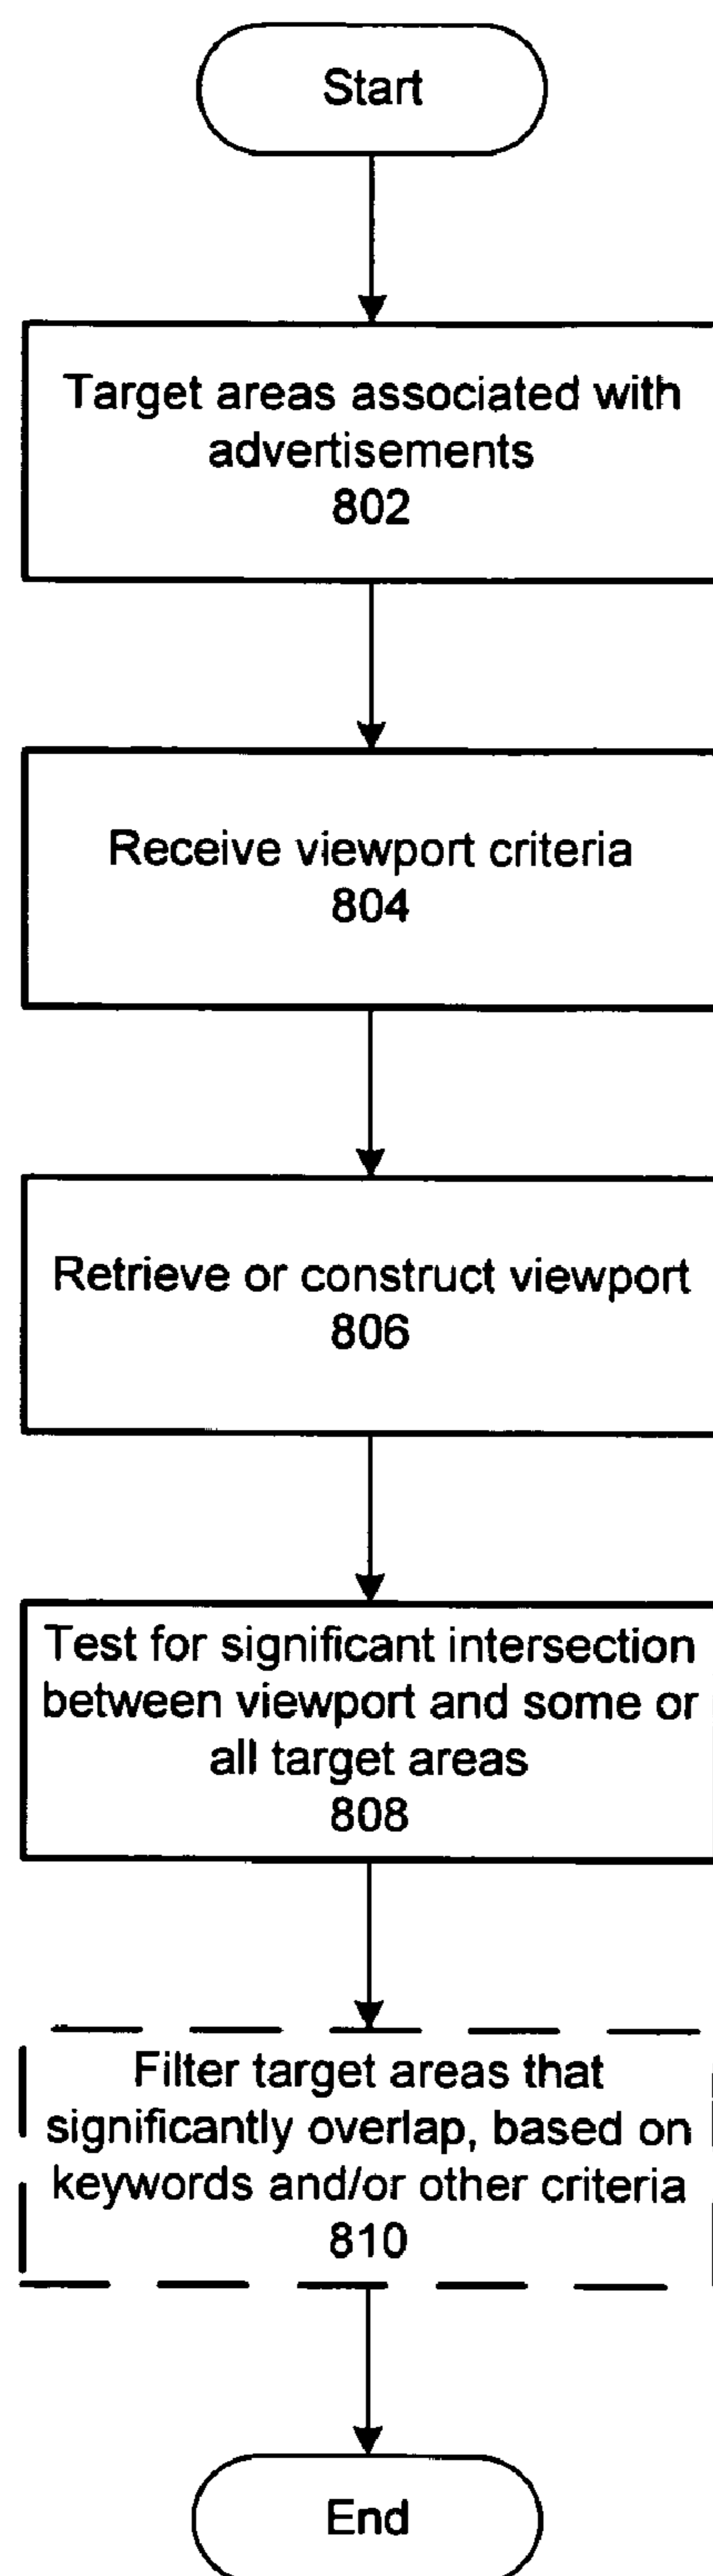 Start
Target areas associated with
advertisements
802
Receive viewport criteria
804
Retrieve or construct viewport
806
Test for significant intersection
between viewport and some or
all target areas
808
Filter target areas that
significantly overlap, based on
keywords and/or other criteria
810
End